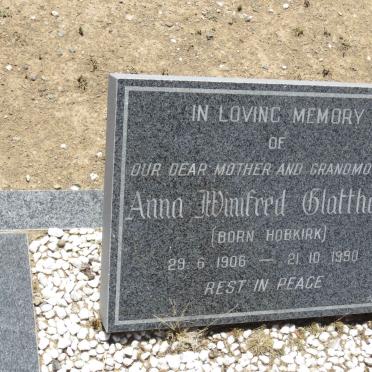 IN LOVING MEMORY
OF
OUR DEAR MOTHER AND GRANDMO
Anna Winifred Glattha
(BORN HOBKIRK)
29 6 1906 — 21 10 1990
REST IN PEACE